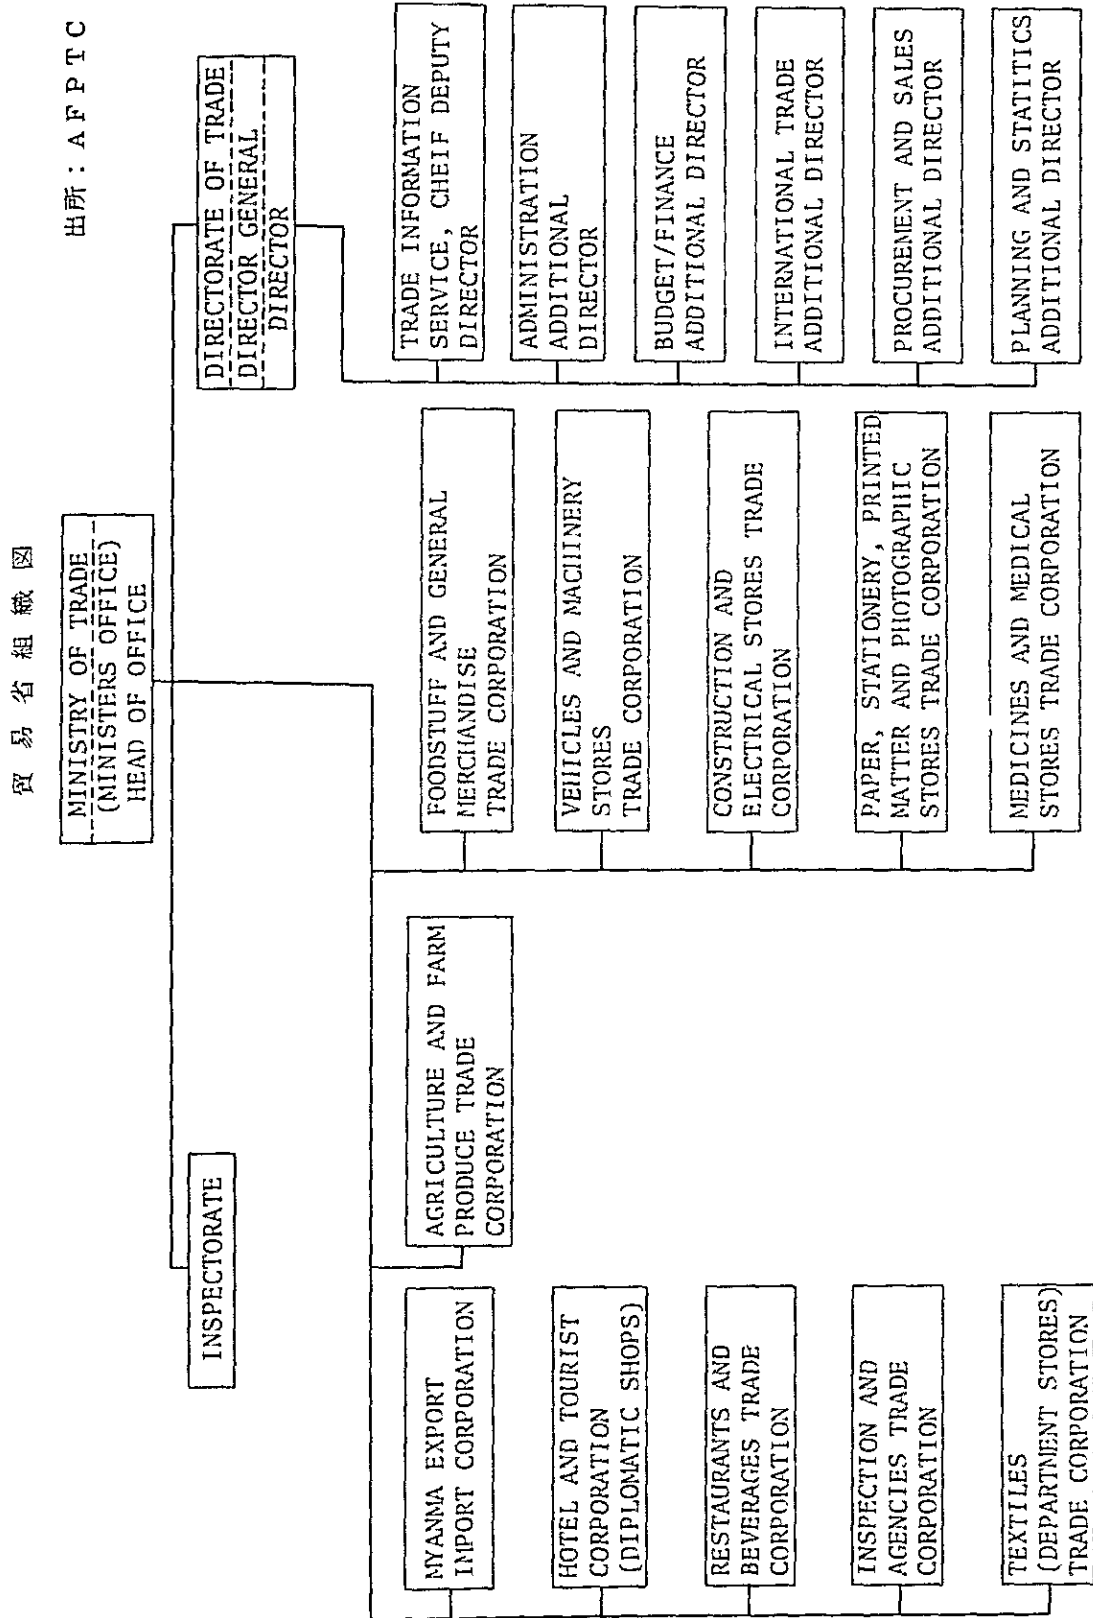 貿易省組織図
MINISTRY OF TRADE
(MINISTERS OFFICE)
HEAD OF OFFICE
出所：AFPTC
INSPECTORATE
DIRECTORATE OF TRADE
DIRECTOR GENERAL
DIRECTOR
MYANMA EXPORT
IMPORT CORPORATION
HOTEL AND TOURIST
CORPORATION
(DIPLOMATIC SHOPS)
RESTAURANTS AND
BEVERAGES TRADE
CORPORATION
INSPECTION AND
AGENCIES TRADE
CORPORATION
TEXTILES
(DEPARTMENT STORES)
TRADE CORPORATION
AGRICULTURE AND FARM
PRODUCE TRADE
CORPORATION
FOODSTUFF AND GENERAL
MERCHANDISE
TRADE CORPORATION
VEHICLES AND MACHINERY
STORES
TRADE CORPORATION
CONSTRUCTION AND
ELECTRICAL STORES TRADE
CORPORATION
PAPER, STATIONERY, PRINTED
MATTER AND PHOTOGRAPHIC
STORES TRADE CORPORATION
MEDICINES AND MEDICAL
STORES TRADE CORPORATION
TRADE INFORMATION
SERVICE, CHEIF DEPUTY
DIRECTOR
ADMINISTRATION
ADDITIONAL
DIRECTOR
BUDGET/FINANCE
ADDITIONAL DIRECTOR
INTERNATIONAL TRADE
ADDITIONAL DIRECTOR
PROCUREMENT AND SALES
ADDITIONAL DIRECTOR
PLANNING AND STATITICS
ADDITIONAL DIRECTOR